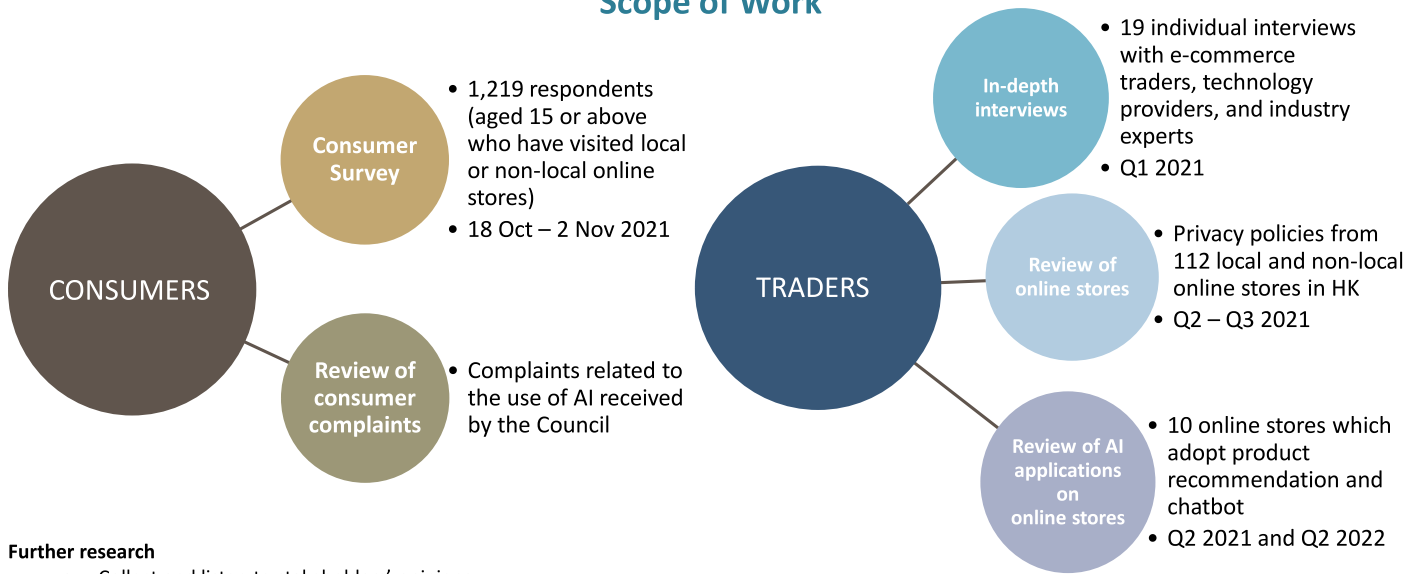 Scope of Work
CONSUMERS
Consumer
Survey
• 1,219 respondents
(aged 15 or above
who have visited local
or non-local online
stores)
• 18 Oct – 2 Nov 2021
Review of
consumer
complaints
• Complaints related to
the use of AI received
by the Council
TRADERS
In-depth
interviews
• 19 individual interviews
with e-commerce
traders, technology
providers, and industry
experts
• Q1 2021
Review of
online stores
• Privacy policies from
112 local and non-local
online stores in HK
• Q2 – Q3 2021
Review of AI
applications
on
online stores
• 10 online stores which
adopt product
recommendation and
chatbot
• Q2 2021 and Q2 2022
Further research